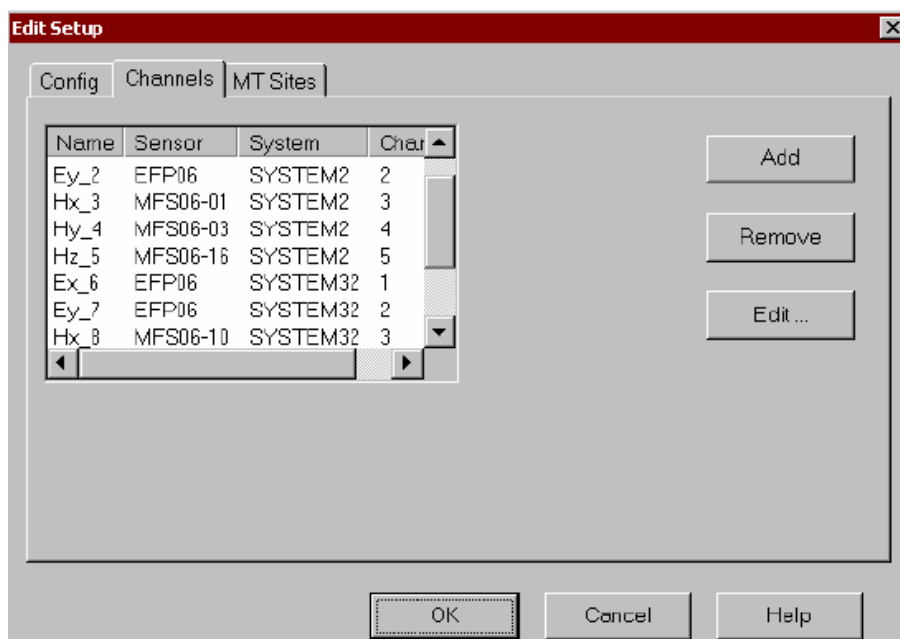 Edit Setup
Config Channels MT Sites
Name Sensor System Char
Ey_2 EFP06 SYSTEM2 2
Hx_3 MFS06-01 SYSTEM2 3
Hy_4 MFS06-03 SYSTEM2 4
Hz_5 MFS06-16 SYSTEM2 5
Ex_6 EFP06 SYSTEM32 1
Ey_7 EFP06 SYSTEM32 2
Hx_8 MFS06-10 SYSTEM32 3
Add
Remove
Edit ...
OK Cancel Help